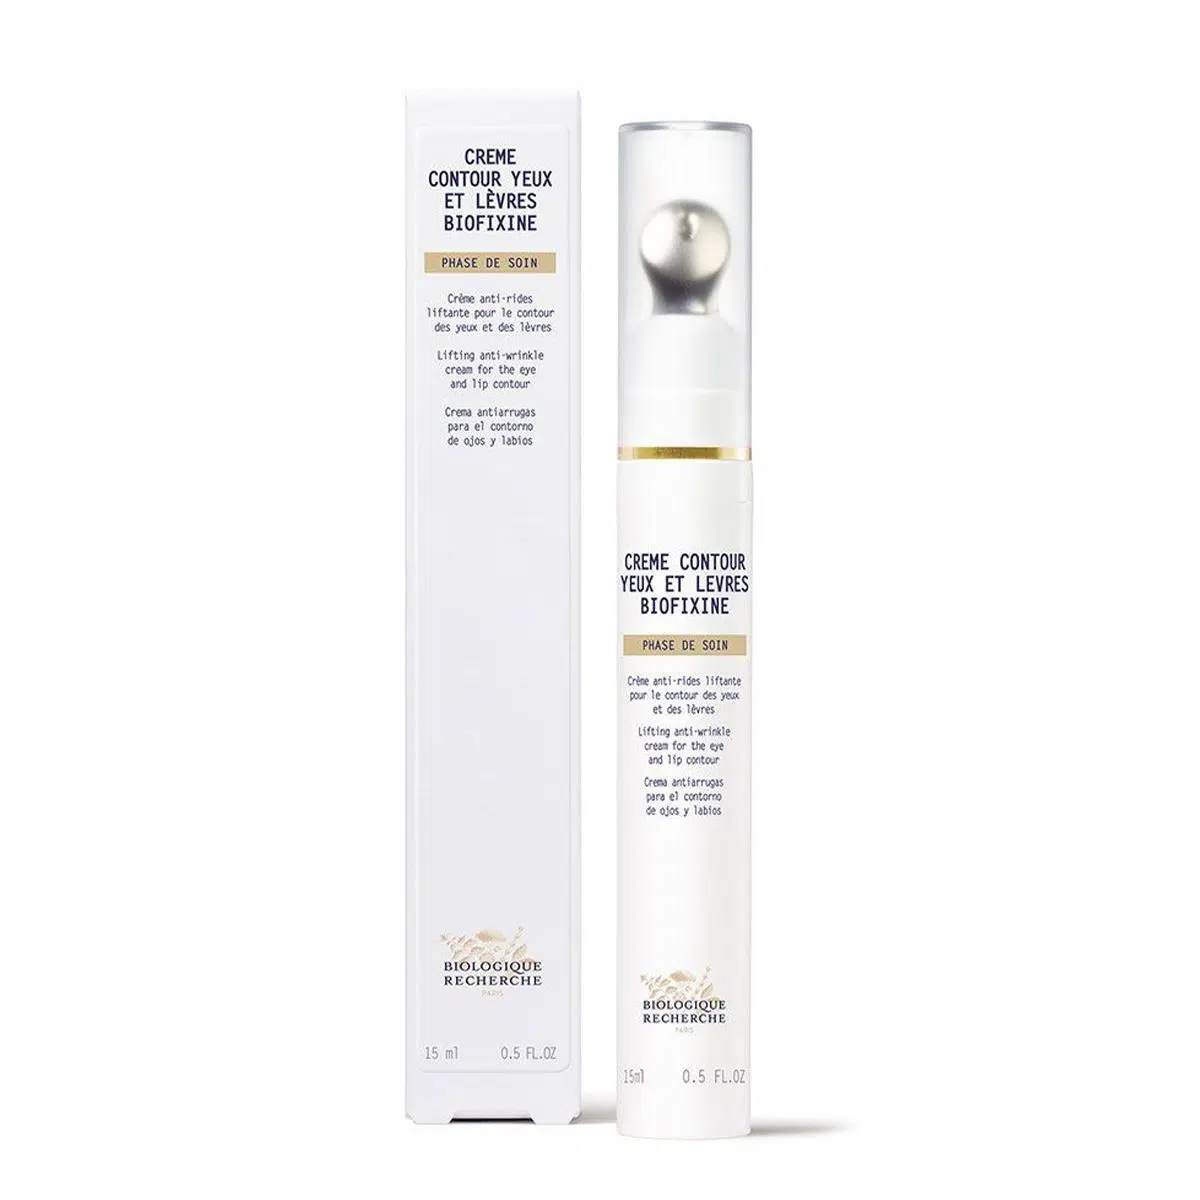 CREME
CONTOUR YEUX
ET LÈVRES
BIOFIXINE
PHASE DE SOIN
Crème anti-rides
liftante pour le contour
des yeux et des lèvres
Lifting anti-wrinkle
cream for the eye
and lip contour
Crema antiarrugas
para el contorno
de ojos y labios
BIOLOGIQUE
RECHERCHE
PARIS
15 ml 0.5 FL.OZ
CREME CONTOUR
YEUX ET LEVRES
BIOFIXINE
PHASE DE SOIN
Crème anti-rides liftante
pour le contour des yeux
et des lèvres
Lifting anti-wrinkle
cream for the eye
and lip contour
Crema antiarrugas
para el contorno
de ojos y labios
BIOLOGIQUE
RECHERCHE
PARIS
15ml 0.5 FL.OZ